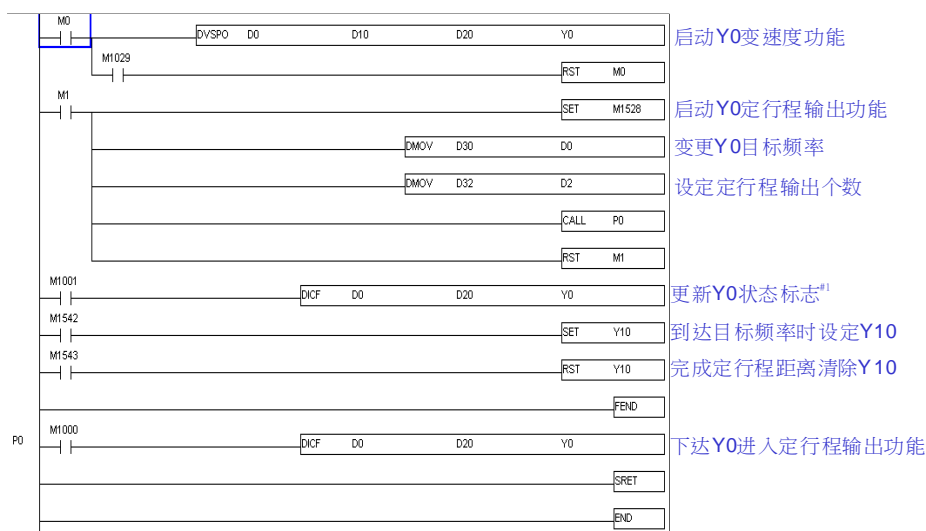 M0
DVSPO D0 D10 D20 Y0 启动Y0变速度功能
M1029
RST M0
M1
SET M1528 启动Y0定行程输出功能
DMOV D30 D0 变更Y0目标频率
DMOV D32 D2 设定定行程输出个数
CALL P0
RST M1
M1001
DICF D0 D20 Y0 更新Y0状态标志#1
M1542
SET Y10 到达目标频率时设定Y10
M1543
RST Y10 完成定行程距离清除Y10
FEND
P0 M1000
DICF D0 D20 Y0 下达Y0进入定行程输出功能
SRET
END